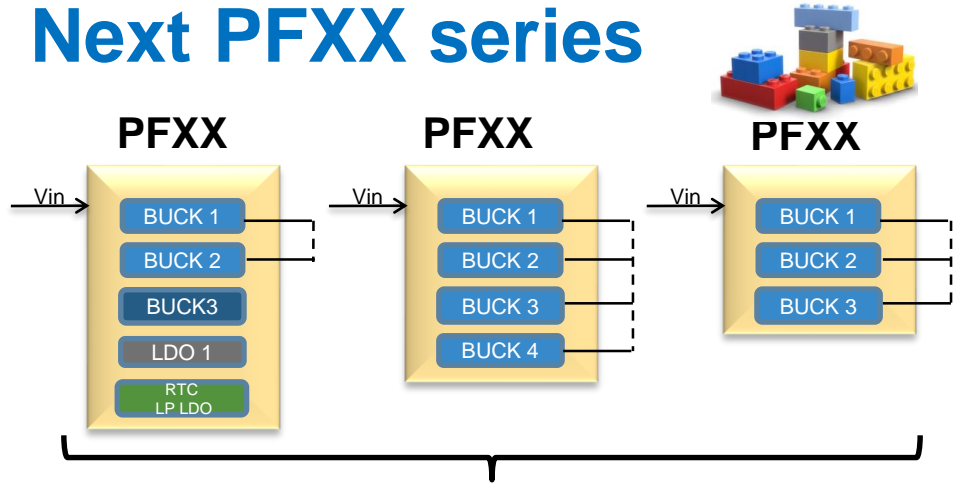 Next PFXX series
PFXX
Vin
BUCK 1
BUCK 2
BUCK3
LDO 1
RTC
LP LDO
PFXX
Vin
BUCK 1
BUCK 2
BUCK 3
BUCK 4
PFXX
Vin
BUCK 1
BUCK 2
BUCK 3